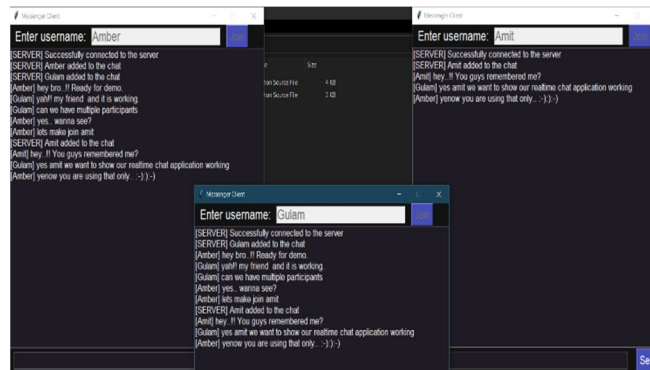 Messenger Client
Enter username: Amber
Join
[SERVER] Successfully connected to the server
[SERVER] Amber added to the chat
[SERVER] Gulam added to the chat
[Amber] hey bro..!! Ready for demo.
[Gulam] yah!! my friend and it is working.
[Gulam] can we have multiple participants
[Amber] yes.. wanna see?
[Amber] lets make join amit
[SERVER] Amit added to the chat
[Amit] hey..!! You guys remembered me?
[Gulam] yes amit we want to show our realtime chat application working
[Amber] yenow you are using that only.. :-):):-)
Size
Source File 4 KB
Source File 3 KB
Messenger Client
Enter username: Amit
[SERVER] Successfully connected to the server
[SERVER] Amit added to the chat
[Amit] hey..!! You guys remembered me?
[Gulam] yes amit we want to show our realtime chat application working
[Amber] yenow you are using that only.. :-):):-)
Messenger Client
Enter username: Gulam
Join
[SERVER] Successfully connected to the server
[SERVER] Gulam added to the chat
[Amber] hey bro..!! Ready for demo.
[Gulam] yah!! my friend and it is working.
[Gulam] can we have multiple participants
[Amber] yes.. wanna see?
[Amber] lets make join amit
[SERVER] Amit added to the chat
[Amit] hey..!! You guys remembered me?
[Gulam] yes amit we want to show our realtime chat application working
[Amber] yenow you are using that only.. :-):):-)
Se